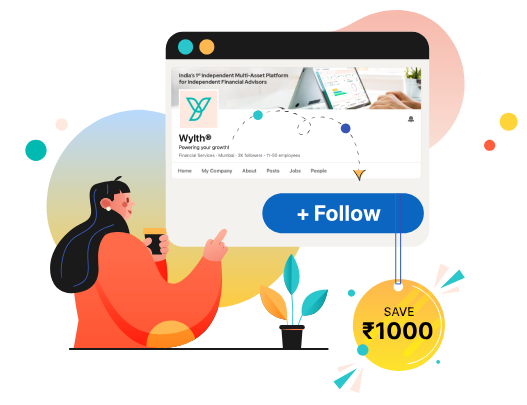 India's 1st Independent Multi-Asset Platform
for Independent Financial Advisors
Wylth®
Powering your growth!
Financial Services · Mumbai · 3K followers · 11-50 employees
Home My Company About Posts Jobs People
+ Follow
SAVE
₹1000